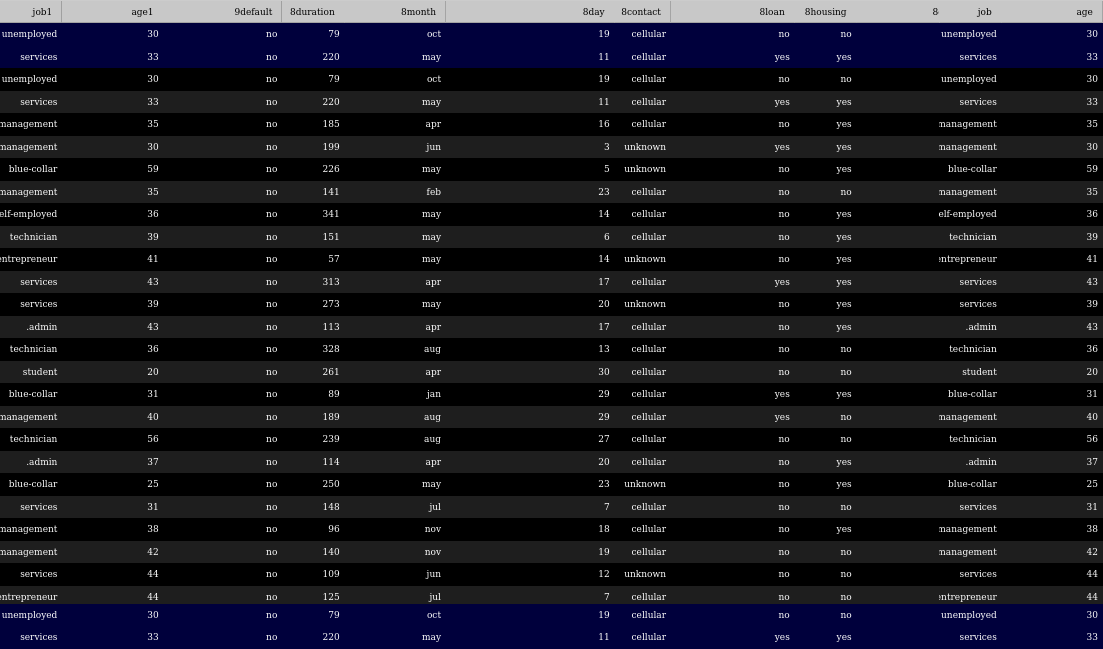 job1 age1 9default 8duration 8month 8day 8contact 8loan 8housing 8 job age
unemployed 30 no 79 oct 19 cellular no no unemployed 30
services 33 no 220 may 11 cellular yes yes services 33
unemployed 30 no 79 oct 19 cellular no no unemployed 30
services 33 no 220 may 11 cellular yes yes services 33
management 35 no 185 apr 16 cellular no yes management 35
management 30 no 199 jun 3 unknown yes yes management 30
blue-collar 59 no 226 may 5 unknown no yes blue-collar 59
management 35 no 141 feb 23 cellular no no management 35
elf-employed 36 no 341 may 14 cellular no yes elf-employed 36
technician 39 no 151 may 6 cellular no yes technician 39
entrepreneur 41 no 57 may 14 unknown no yes entrepreneur 41
services 43 no 313 apr 17 cellular yes yes services 43
services 39 no 273 may 20 unknown no yes services 39
.admin 43 no 113 apr 17 cellular no yes .admin 43
technician 36 no 328 aug 13 cellular no no technician 36
student 20 no 261 apr 30 cellular no no student 20
blue-collar 31 no 89 jan 29 cellular yes yes blue-collar 31
management 40 no 189 aug 29 cellular yes no management 40
technician 56 no 239 aug 27 cellular no no technician 56
.admin 37 no 114 apr 20 cellular no yes .admin 37
blue-collar 25 no 250 may 23 unknown no yes blue-collar 25
services 31 no 148 jul 7 cellular no no services 31
management 38 no 96 nov 18 cellular no yes management 38
management 42 no 140 nov 19 cellular no no management 42
services 44 no 109 jun 12 unknown no no services 44
entrepreneur 44 no 125 jul 7 cellular no no entrepreneur 44
unemployed 30 no 79 oct 19 cellular no no unemployed 30
services 33 no 220 may 11 cellular yes yes services 33